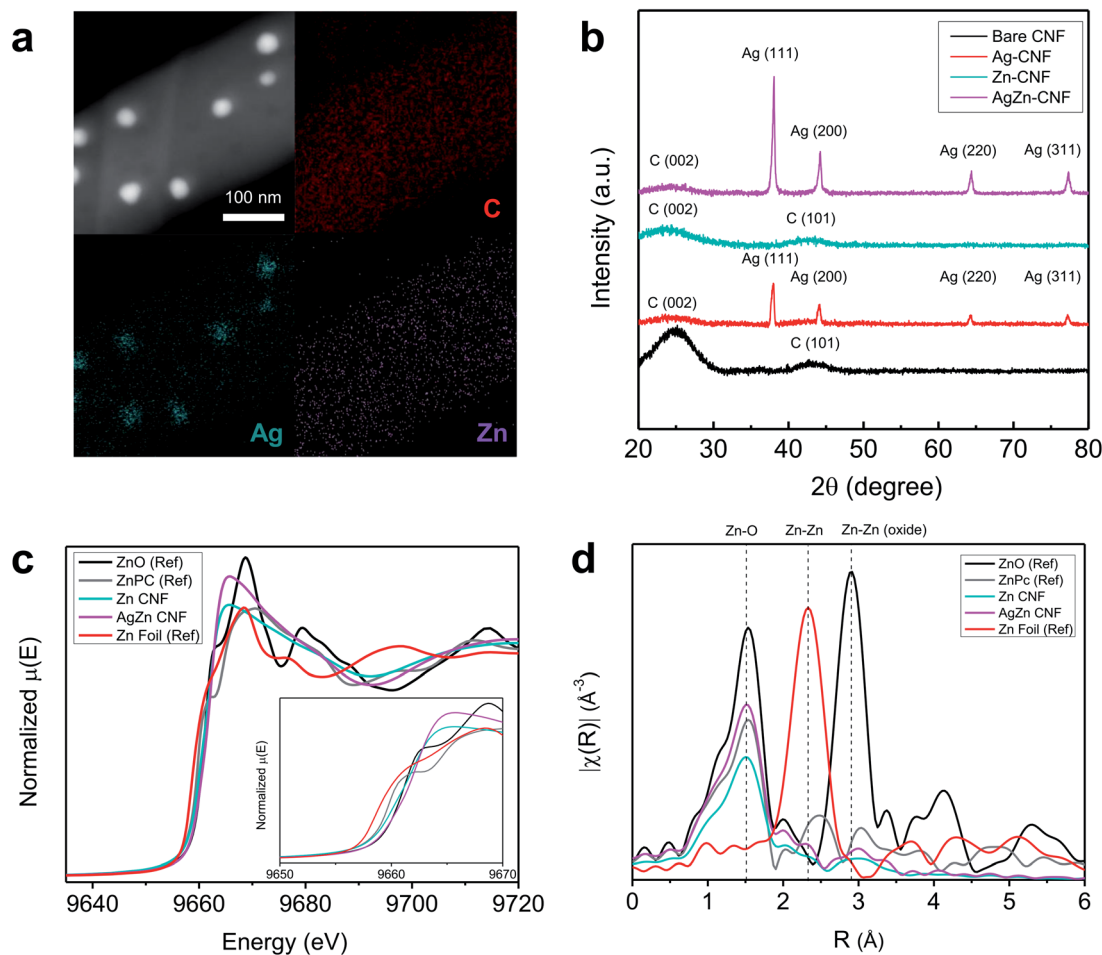 a
C
100 nm
Ag
Zn
b
Bare CNF
Ag-CNF
Zn-CNF
AgZn-CNF
Ag (111)
Ag (200)
Ag (220)
Ag (311)
C (002)
C (002)
C (101)
Ag (111)
Ag (200)
Ag (220)
Ag (311)
C (002)
C (101)
Intensity (a.u.)
20 30 40 50 60 70 80
2θ (degree)
c
ZnO (Ref)
ZnPC (Ref)
Zn CNF
AgZn CNF
Zn Foil (Ref)
Normalized μ(E)
Normalized μ(E)
9650 9660 9670
9640 9660 9680 9700 9720
Energy (eV)
d
Zn-O Zn-Zn Zn-Zn (oxide)
ZnO (Ref)
ZnPc (Ref)
Zn CNF
AgZn CNF
Zn Foil (Ref)
|χ(R)| (Å⁻³)
0 1 2 3 4 5 6
R (Å)